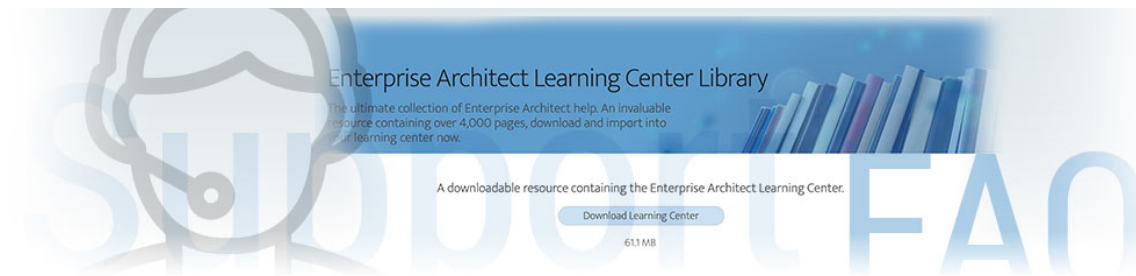 Enterprise Architect Learning Center Library
The ultimate collection of Enterprise Architect help. An invaluable
resource containing over 4,000 pages, download and import into
your learning center now.
Support FAQ
A downloadable resource containing the Enterprise Architect Learning Center.
Download Learning Center
61.1 MB